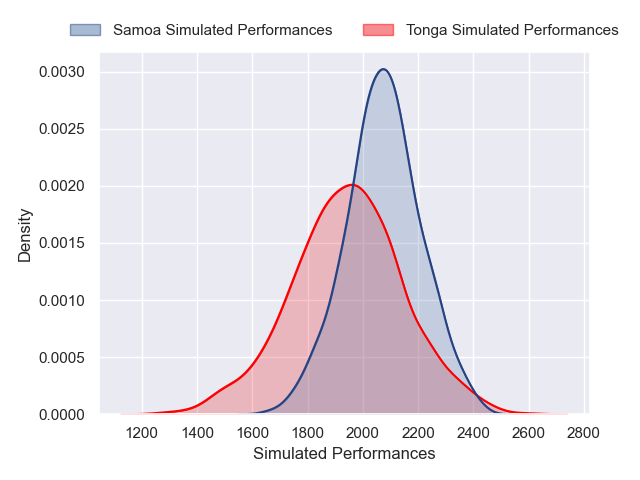 Samoa Simulated Performances Tonga Simulated Performances
0.0030
0.0025
0.0020
0.0015
0.0010
0.0005
0.0000
Density
1200 1400 1600 1800 2000 2200 2400 2600 2800
Simulated Performances